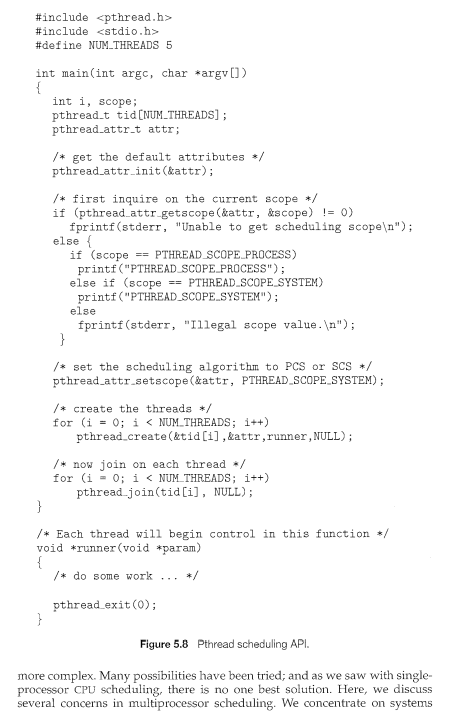 #include <pthread.h>
#include <stdio.h>
#define NUM_THREADS 5
int main(int argc, char *argv[])
{
int i, scope;
pthread_t tid[NUM_THREADS];
pthread_attr_t attr;
/* get the default attributes */
pthread_attr_init(&attr);
/* first inquire on the current scope */
if (pthread_attr_getscope(&attr, &scope) != 0)
fprintf(stderr, "Unable to get scheduling scope\n");
else {
if (scope == PTHREAD_SCOPE_PROCESS)
printf("PTHREAD_SCOPE_PROCESS");
else if (scope == PTHREAD_SCOPE_SYSTEM)
printf("PTHREAD_SCOPE_SYSTEM");
else
fprintf(stderr, "Illegal scope value.\n");
}
/* set the scheduling algorithm to PCS or SCS */
pthread_attr_setscope(&attr, PTHREAD_SCOPE_SYSTEM);
/* create the threads */
for (i = 0; i < NUM_THREADS; i++)
pthread_create(&tid[i],&attr,runner,NULL);
/* now join on each thread */
for (i = 0; i < NUM_THREADS; i++)
pthread_join(tid[i], NULL);
}
/* Each thread will begin control in this function */
void *runner(void *param)
{
/* do some work ... */
pthread_exit(0);
}
Figure 5.8 Pthread scheduling API.
more complex. Many possibilities have been tried; and as we saw with single-
processor CPU scheduling, there is no one best solution. Here, we discuss
several concerns in multiprocessor scheduling. We concentrate on systems